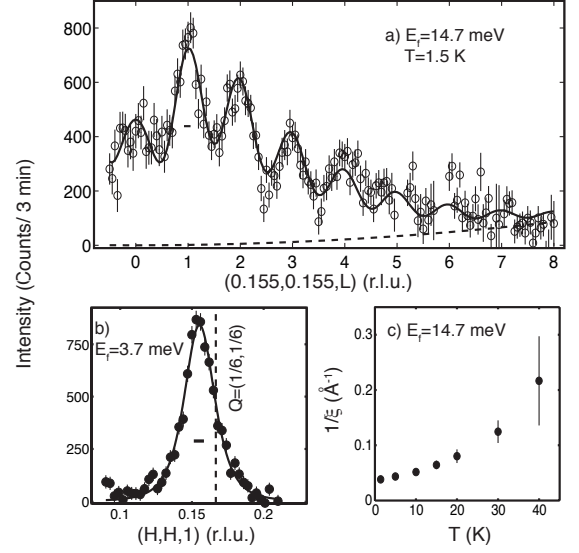 a) E_f=14.7 meV
T=1.5 K
800
600
400
200
0
0 1 2 3 4 5 6 7 8
(0.155,0.155,L) (r.l.u.)
Intensity (Counts/ 3 min)
b)
E_f=3.7 meV
Q=(1/6,1/6)
750
500
250
0
0.1 0.15 0.2
(H,H,1) (r.l.u.)
c) E_f=14.7 meV
1/ξ (Å⁻¹)
0.3
0.2
0.1
0
0 10 20 30 40
T (K)